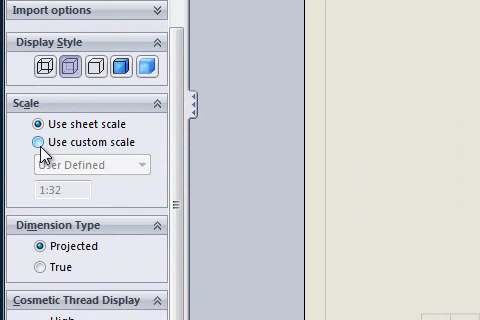 Import options
Display Style
Scale
Use sheet scale
Use custom scale
User Defined
1:32
Dimension Type
Projected
True
Cosmetic Thread Display
High